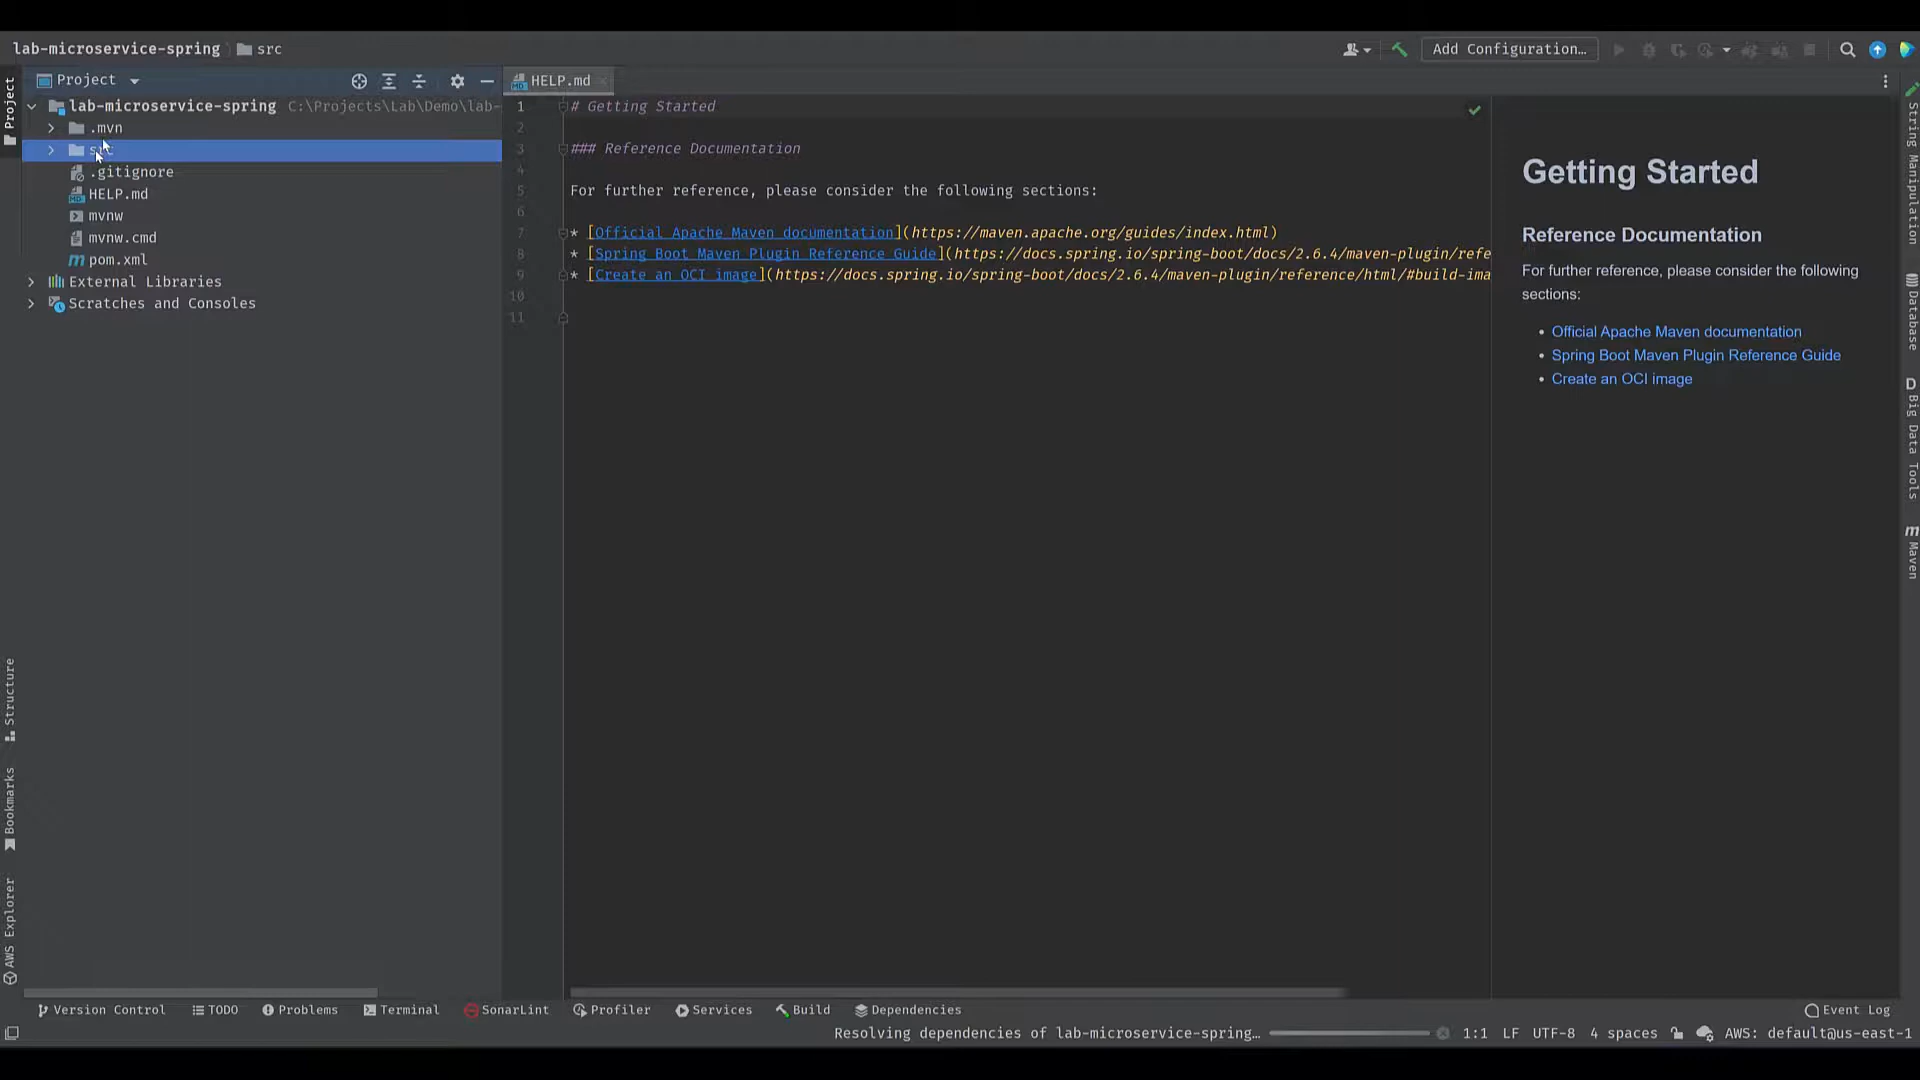 lab-microservice-spring src
Add Configuration...
Project
lab-microservice-spring C:\Projects\Lab\Demo\lab-
.mvn
.gitignore
HELP.md
mvnw
mvnw.cmd
pom.xml
External Libraries
Scratches and Consoles
HELP.md
1 # Getting Started
2
3 ### Reference Documentation
4
5 For further reference, please consider the following sections:
6
7 * [Official Apache Maven documentation](https://maven.apache.org/guides/index.html)
8 * [Spring Boot Maven Plugin Reference Guide](https://docs.spring.io/spring-boot/docs/2.6.4/maven-plugin/refe
9 * [Create an OCI image](https://docs.spring.io/spring-boot/docs/2.6.4/maven-plugin/reference/html/#build-ima
10
11
Getting Started
Reference Documentation
For further reference, please consider the following
sections:
• Official Apache Maven documentation
• Spring Boot Maven Plugin Reference Guide
• Create an OCI image
Project
Structure
Bookmarks
AWS Explorer
String Manipulation
Database
D Big Data Tools
m Maven
Version Control TODO Problems Terminal SonarLint Profiler Services Build Dependencies Event Log
Resolving dependencies of lab-microservice-spring... 1:1 LF UTF-8 4 spaces AWS: default@us-east-1